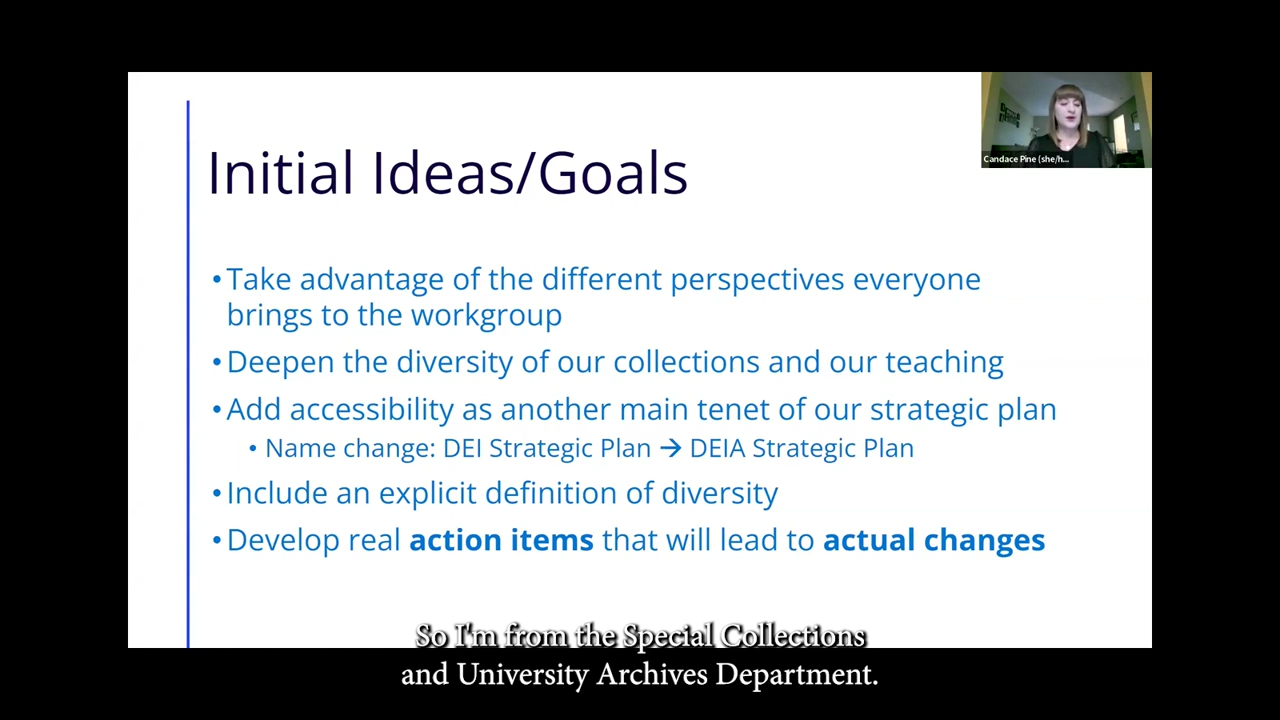 Candace Pine (she/h...
Initial Ideas/Goals
• Take advantage of the different perspectives everyone
brings to the workgroup
• Deepen the diversity of our collections and our teaching
• Add accessibility as another main tenet of our strategic plan
• Name change: DEI Strategic Plan → DEIA Strategic Plan
• Include an explicit definition of diversity
• Develop real action items that will lead to actual changes
So I'm from the Special Collections
and University Archives Department.